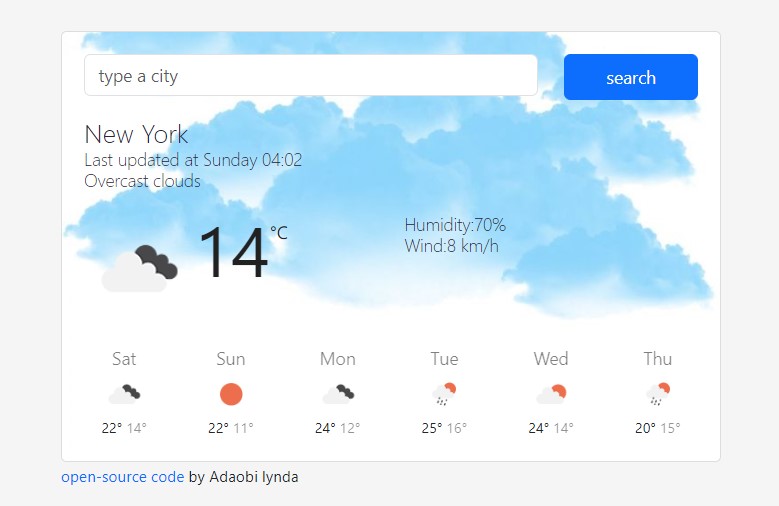 type a city
search
New York
Last updated at Sunday 04:02
Overcast clouds
14°C
Humidity:70%
Wind:8 km/h
Sat Sun Mon Tue Wed Thu
22° 14° 22° 11° 24° 12° 25° 16° 24° 14° 20° 15°
open-source code by Adaobi lynda